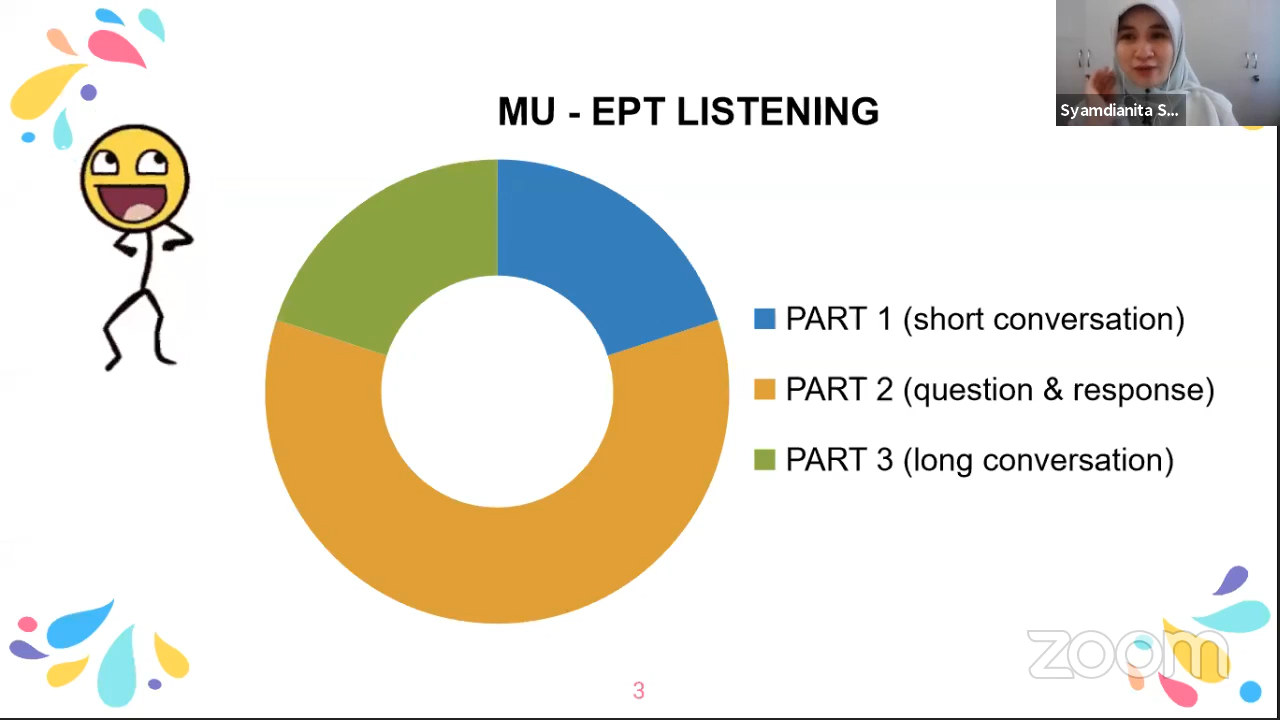 MU - EPT LISTENING
Syamdianita S...
PART 1 (short conversation)
PART 2 (question & response)
PART 3 (long conversation)
zoom
3